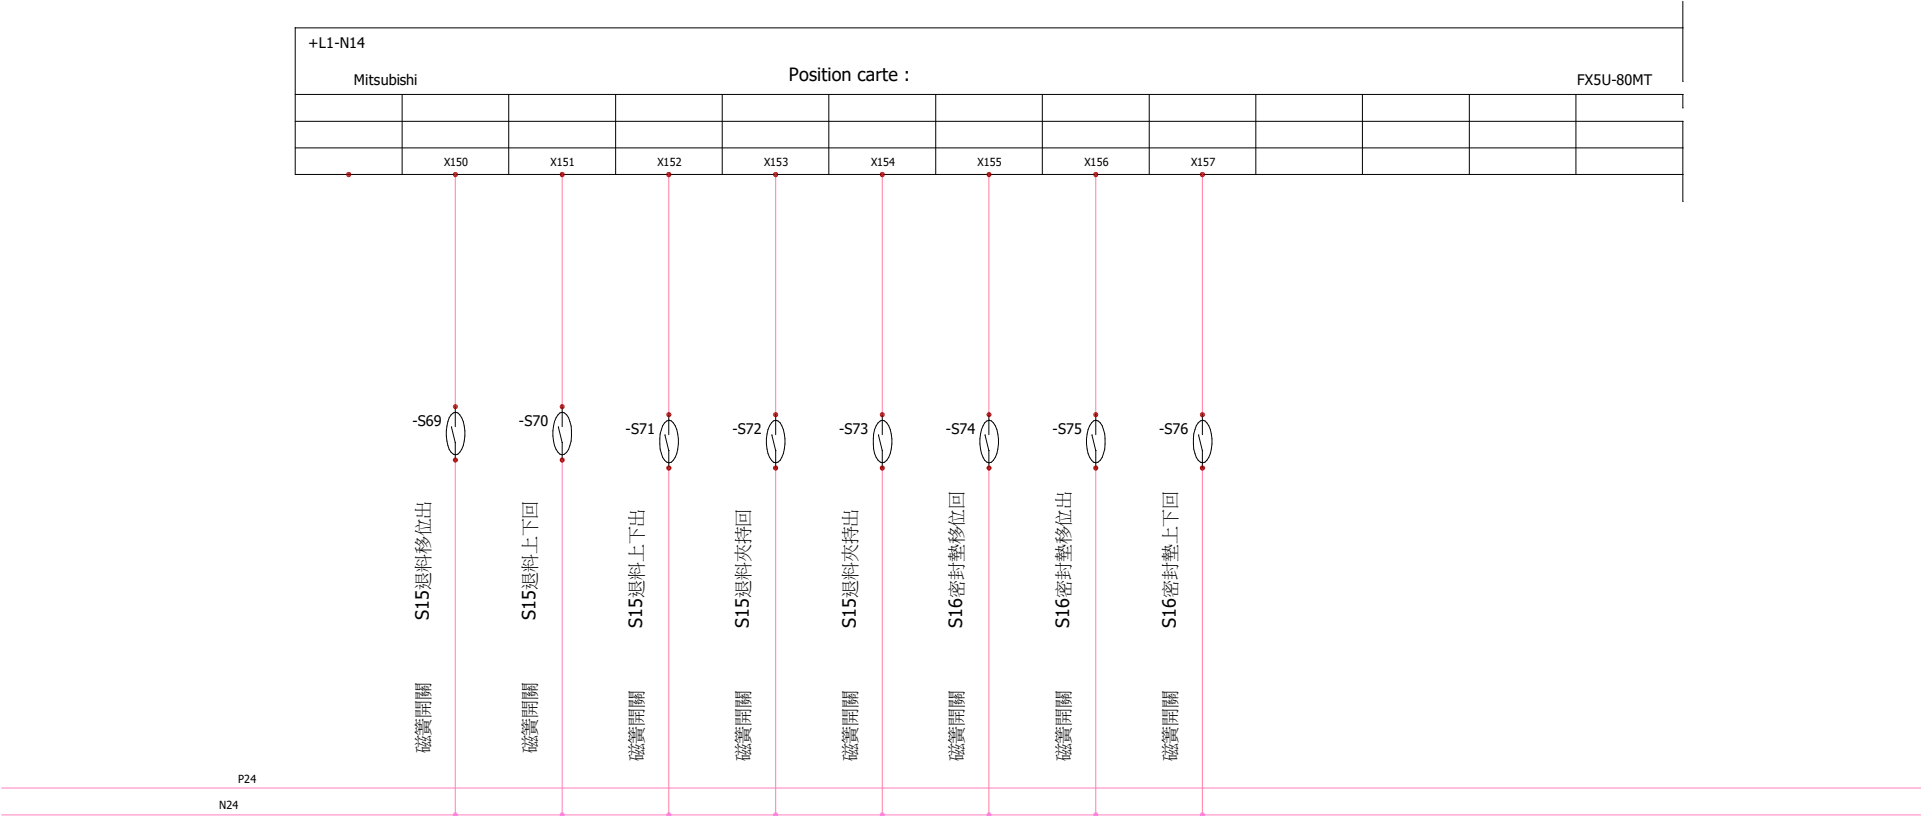 +L1-N14
Mitsubishi
Position carte :
FX5U-80MT
X150
X151
X152
X153
X154
X155
X156
X157
-S69
-S70
-S71
-S72
-S73
-S74
-S75
-S76
S15退料移位出
S15退料上下回
S15退料上下出
S15退料夾持回
S15退料夾持出
S16密封墊移位回
S16密封墊移位出
S16密封墊上下回
磁簧開關
磁簧開關
磁簧開關
磁簧開關
磁簧開關
磁簧開關
磁簧開關
磁簧開關
P24
N24